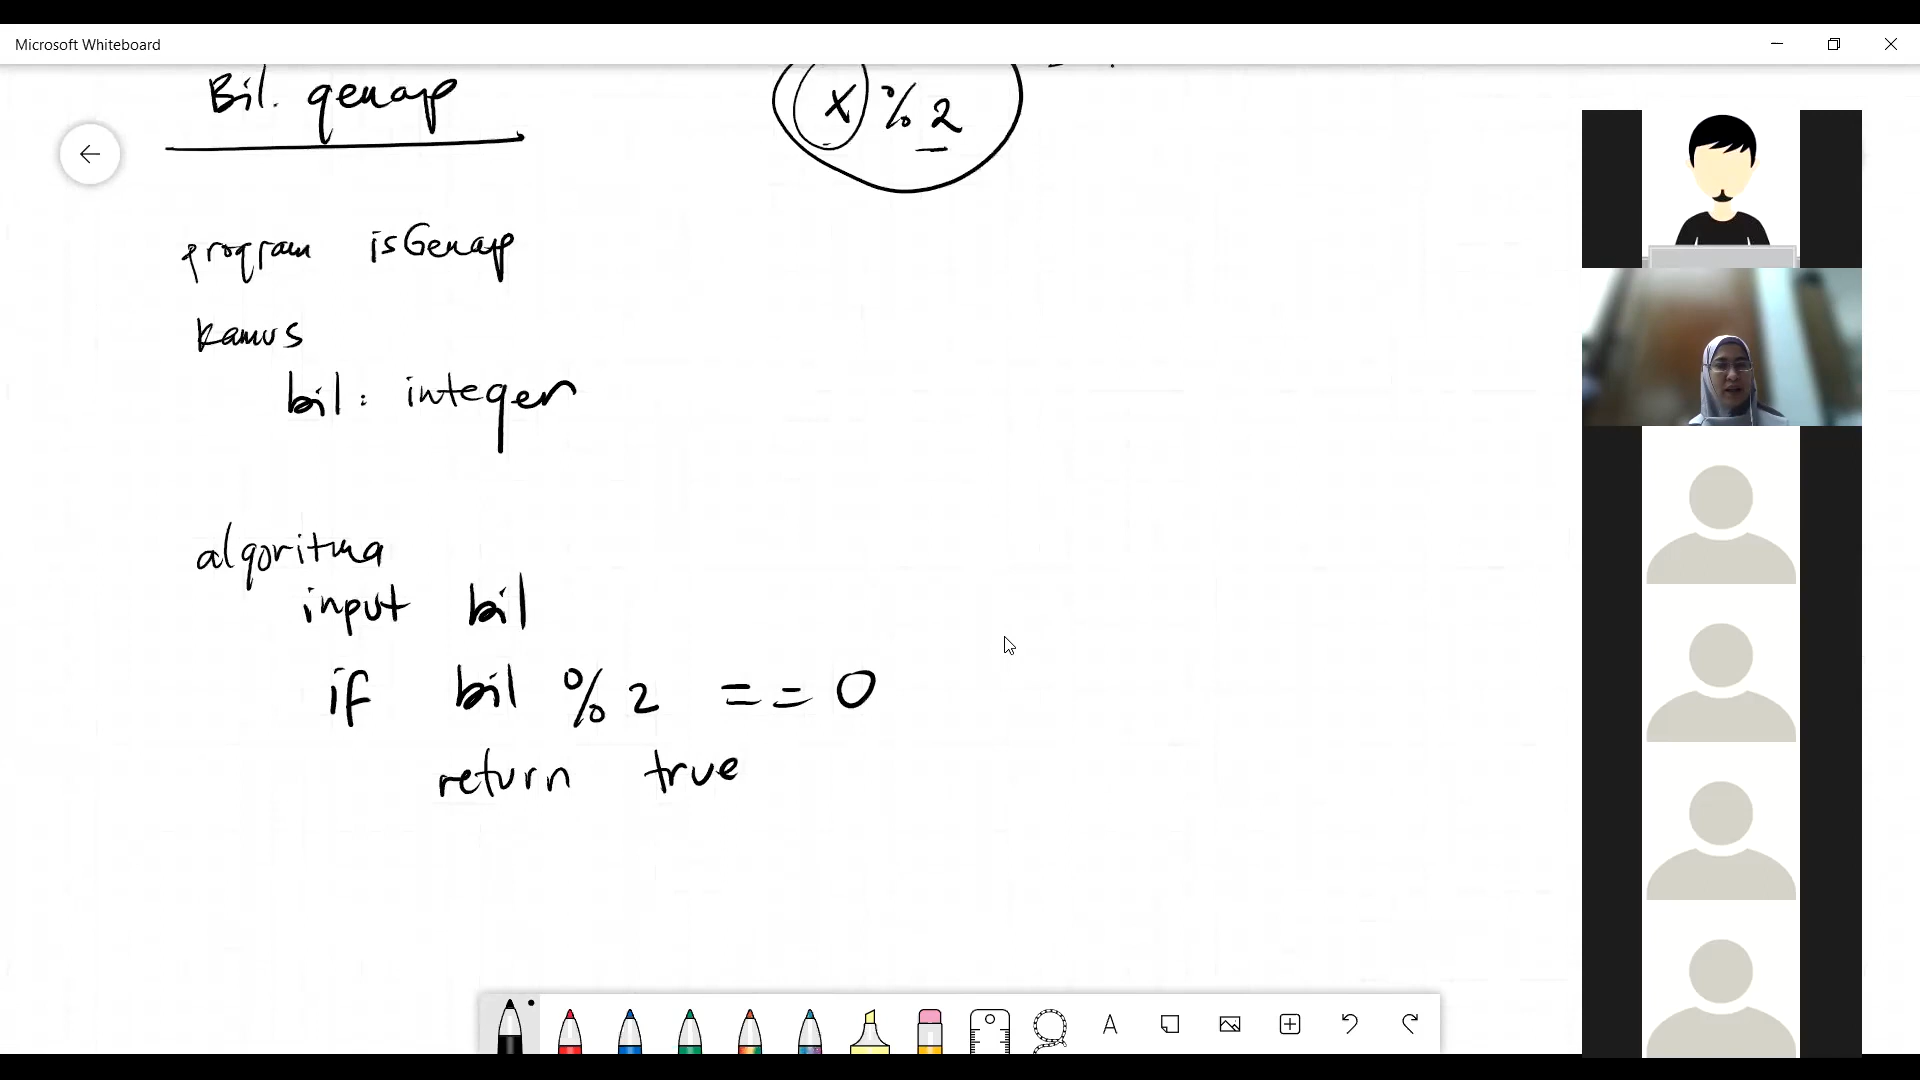 Microsoft Whiteboard
Bil. genap
x % 2
program isGenap
kamus
bil : integer
algoritma
input bil
if bil % 2 == 0
return true